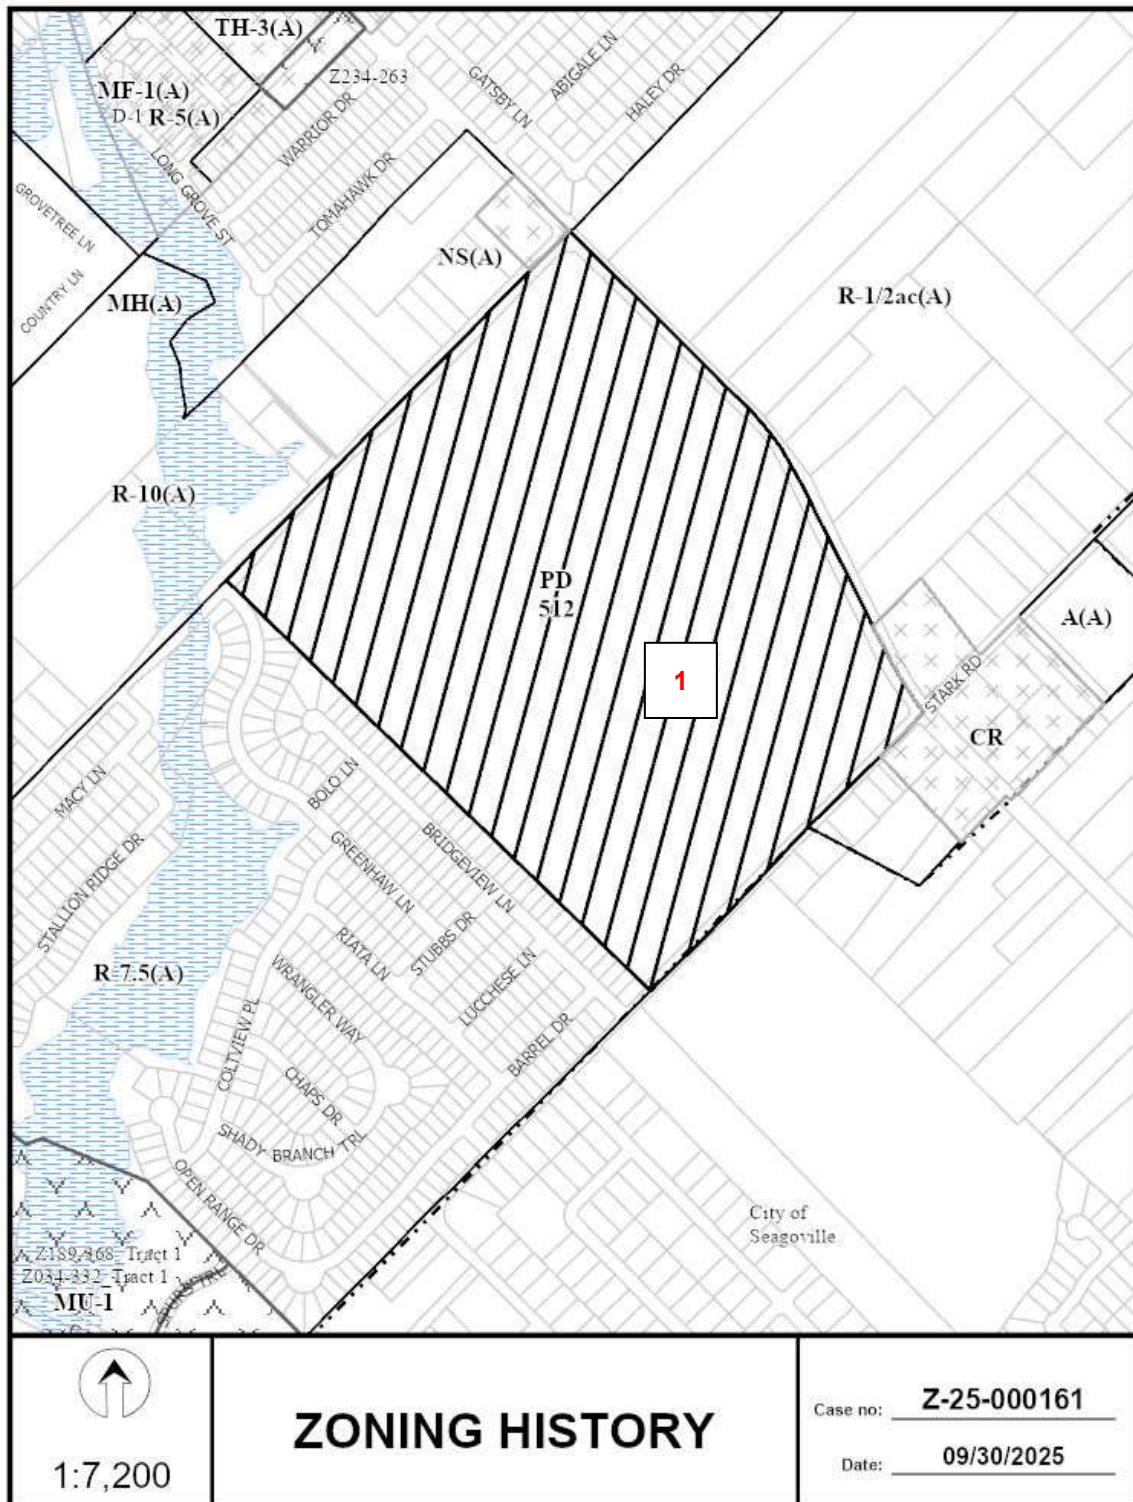 TH-3(A)
Z234-263
MF-1(A)
D-1 R-5(A)
GATSBY LN
ABIGALE LN
HALEY DR
WARRIOR DR
TOMAHAWK DR
LONG GROVE ST
GROVETREE LN
COUNTRY LN
NS(A)
MH(A)
R-1/2ac(A)
R-10(A)
PD
512
1
A(A)
STARK RD
CR
MACY LN
BOLO LN
STALLION RIDGE DR
GREENHAW LN
BRIDGEVIEW LN
RIATA LN
STUBBS DR
LUCCHESE LN
WRANGLER WAY
R-7.5(A)
COLTVIEW PL
BARREL DR
CHAPS DR
SHADY BRANCH TRL
OPEN RANGE DR
City of
Seagoville
Z189-368_Tract 1
Z034-332_Tract 1
SPURS TRL
MU-1
1:7,200
ZONING HISTORY
Case no: Z-25-000161
Date: 09/30/2025